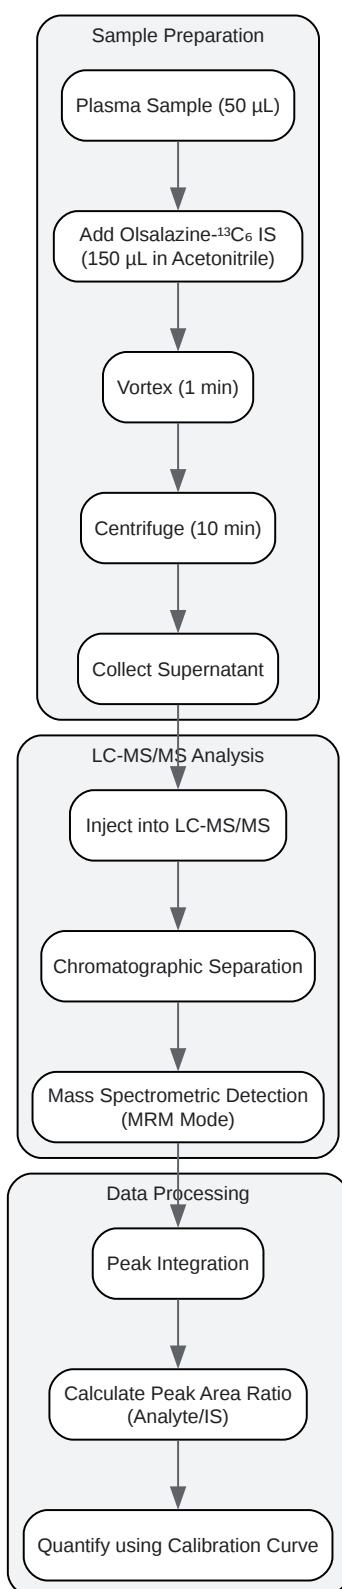 Sample Preparation
Plasma Sample (50 µL)
Add Olsalazine-¹³C₆ IS
(150 µL in Acetonitrile)
Vortex (1 min)
Centrifuge (10 min)
Collect Supernatant
LC-MS/MS Analysis
Inject into LC-MS/MS
Chromatographic Separation
Mass Spectrometric Detection
(MRM Mode)
Data Processing
Peak Integration
Calculate Peak Area Ratio
(Analyte/IS)
Quantify using Calibration Curve